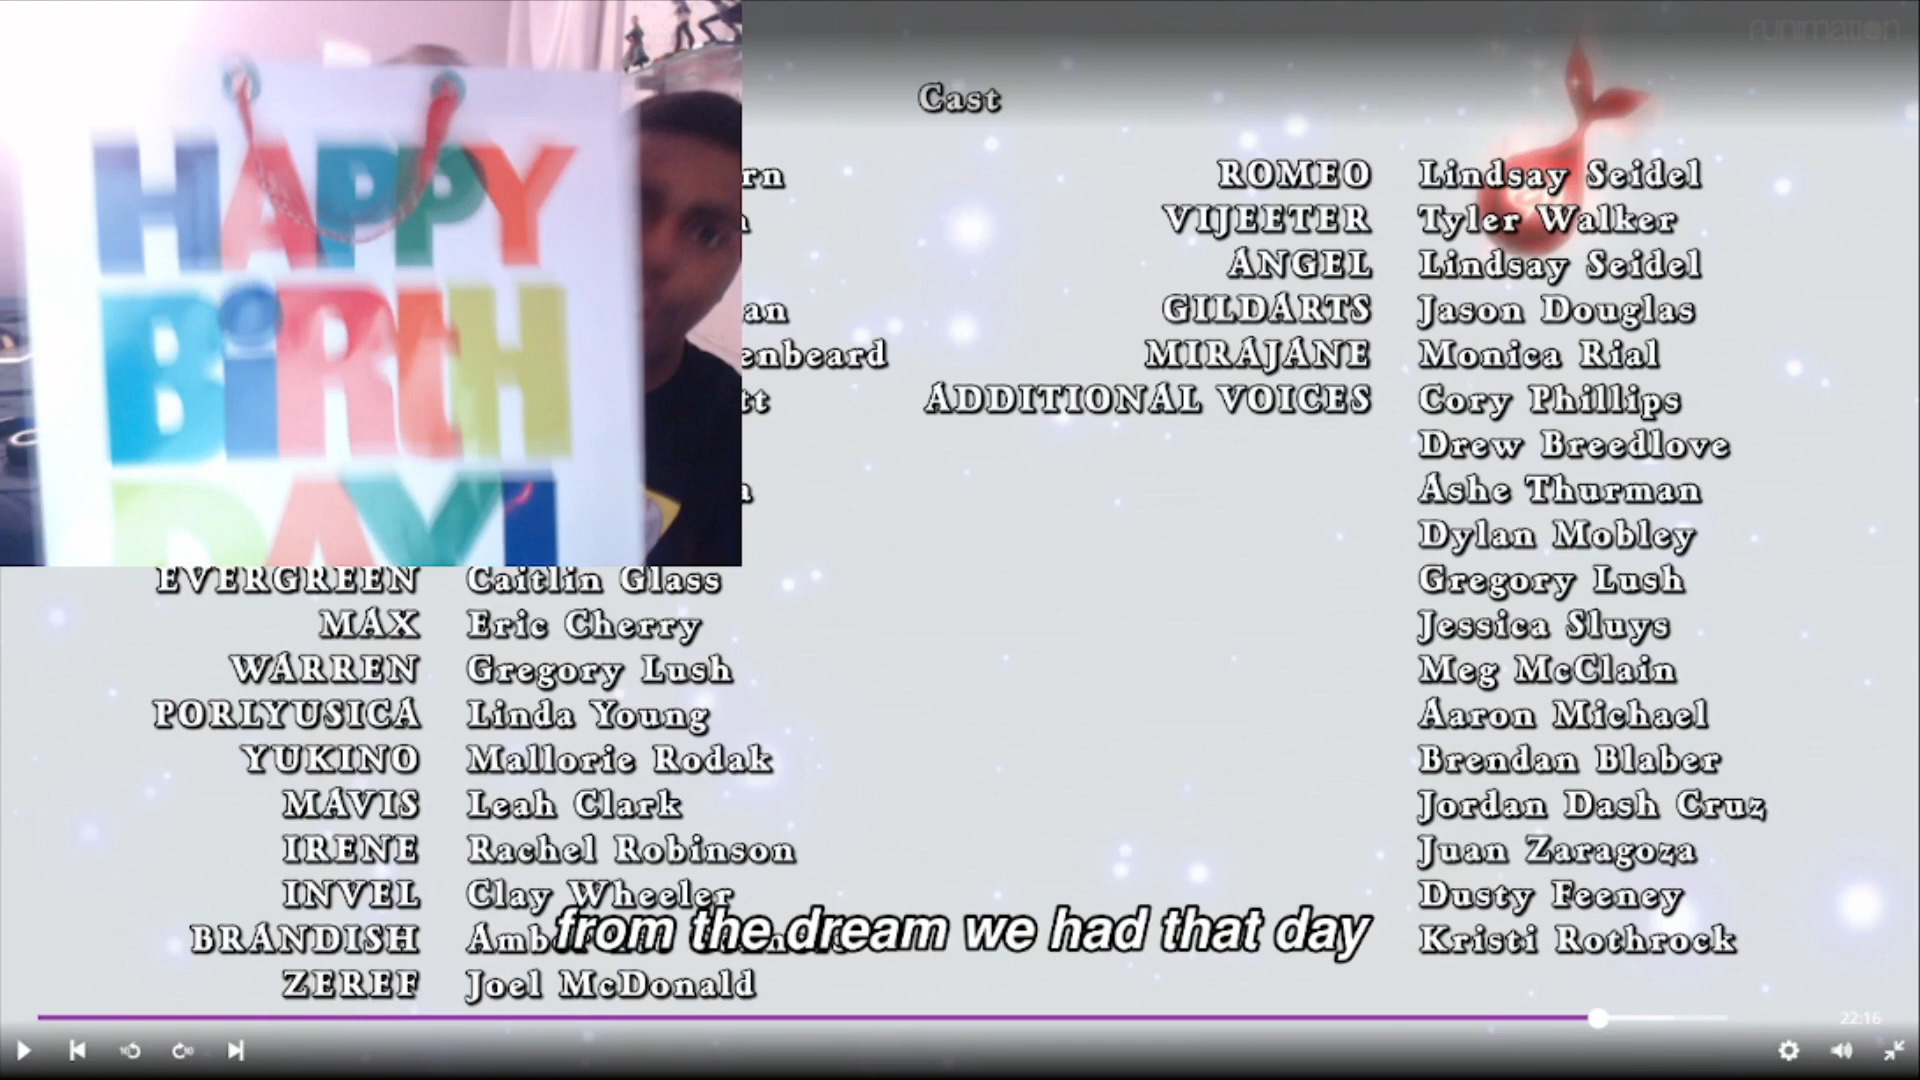 funimation
HAPPY
BiRTH
DAY!
Cast
ROMEO Lindsay Seidel
VIJEETER Tyler Walker
ANGEL Lindsay Seidel
GILDARTS Jason Douglas
MIRAJANE Monica Rial
ADDITIONAL VOICES Cory Phillips
Drew Breedlove
Ashe Thurman
Dylan Mobley
Gregory Lush
Jessica Sluys
Meg McClain
Aaron Michael
Brendan Blaber
Jordan Dash Cruz
Juan Zaragoza
Dusty Feeney
Kristi Rothrock
EVERGREEN Caitlin Glass
MAX Eric Cherry
WARREN Gregory Lush
PORLYUSICA Linda Young
YUKINO Mallorie Rodak
MAVIS Leah Clark
IRENE Rachel Robinson
INVEL Clay Wheeler
BRANDISH
ZEREF Joel McDonald
from the dream we had that day
22:16